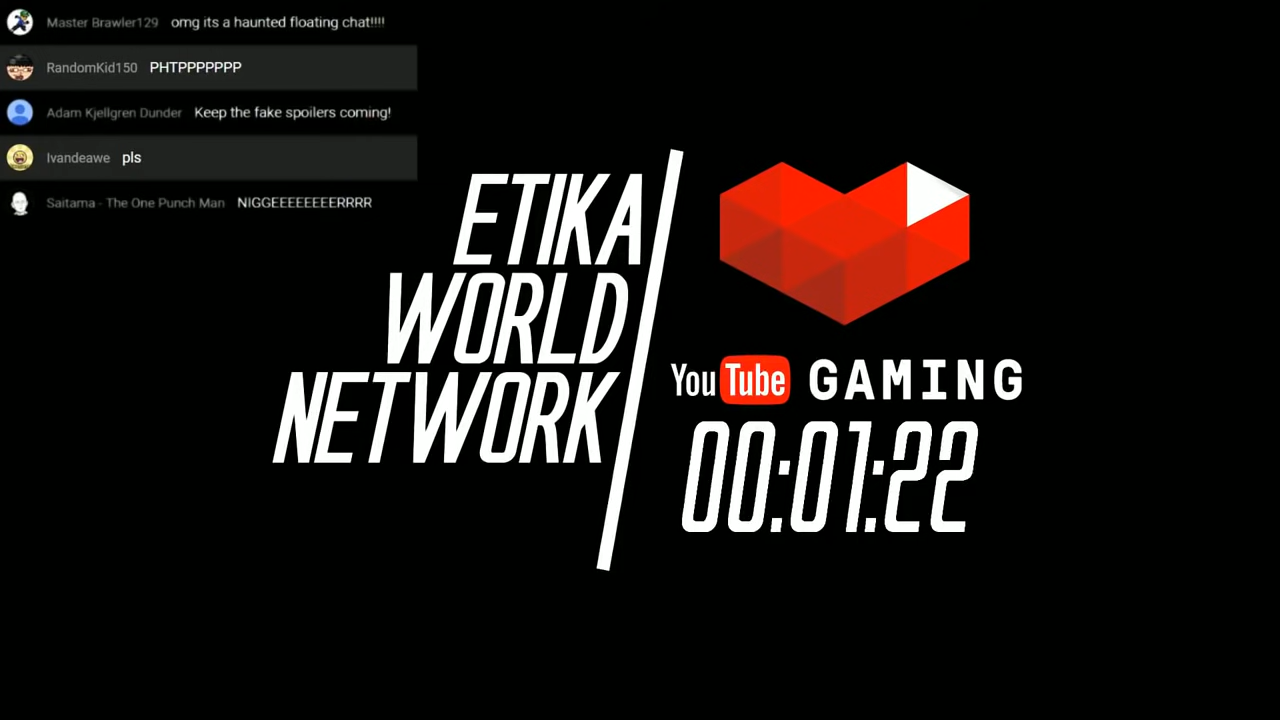 Master Brawler129 omg its a haunted floating chat!!!!
RandomKid150 PHTPPPPPPP
Adam Kjellgren Dunder Keep the fake spoilers coming!
Ivandeawe pls
Saitama - The One Punch Man NIGGEEEEEEEERRRR
ETIKA
WORLD
NETWORK
YouTube GAMING
00:01:22